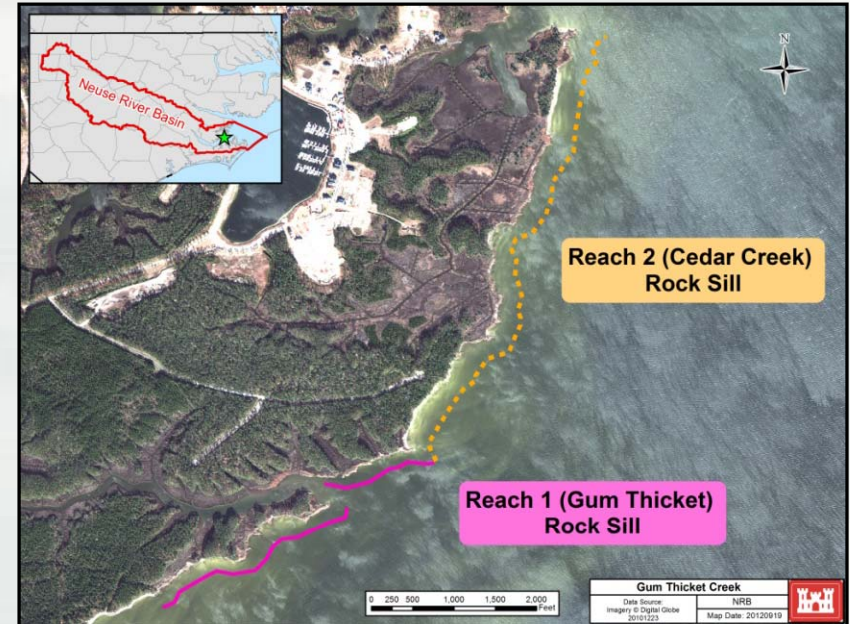 Neuse River Basin
N
Reach 2 (Cedar Creek)
Rock Sill
Reach 1 (Gum Thicket)
Rock Sill
0 250 500 1,000 1,500 2,000
Feet
Gum Thicket Creek
Data Source:
Imagery © Digital Globe
20101223
NRB
Map Date: 20120919